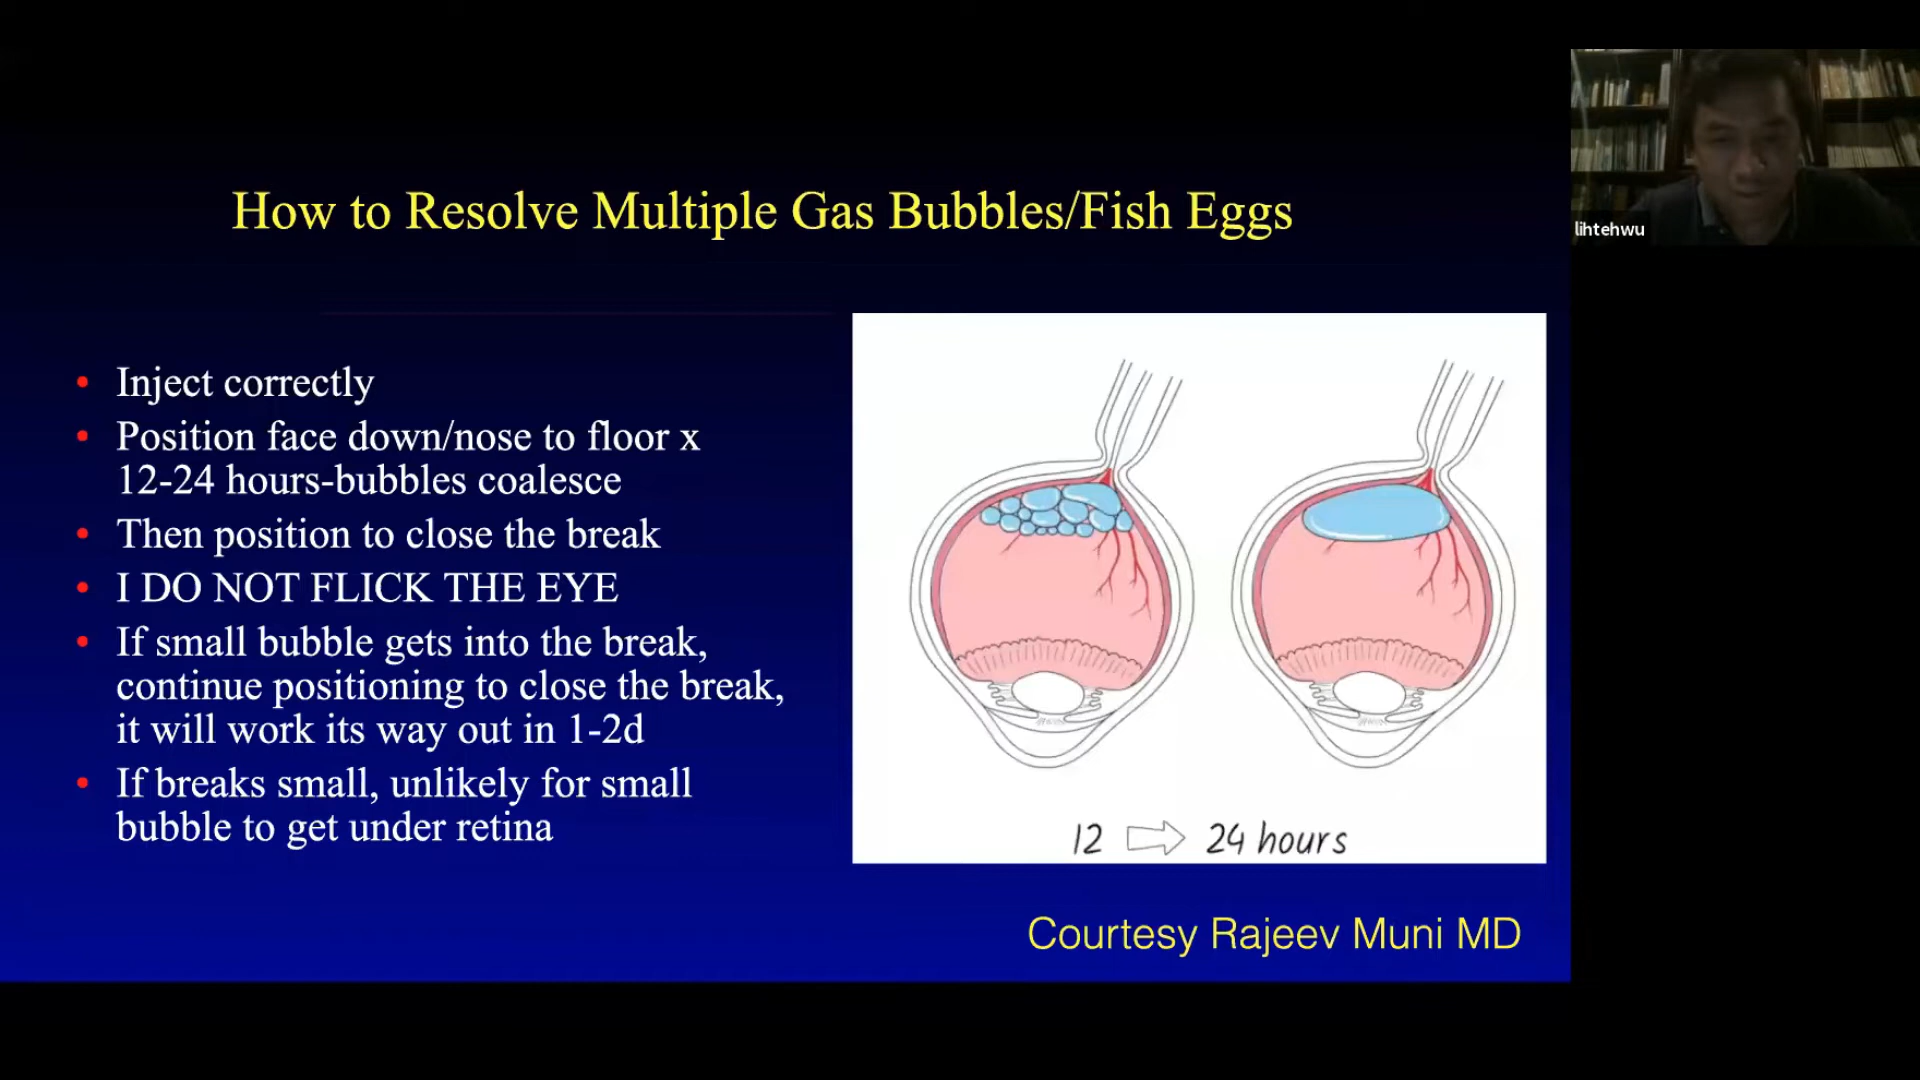 How to Resolve Multiple Gas Bubbles/Fish Eggs
lihtehwu
• Inject correctly
• Position face down/nose to floor x
12-24 hours-bubbles coalesce
• Then position to close the break
• I DO NOT FLICK THE EYE
• If small bubble gets into the break,
continue positioning to close the break,
it will work its way out in 1-2d
• If breaks small, unlikely for small
bubble to get under retina
12 ⇨ 24 hours
Courtesy Rajeev Muni MD